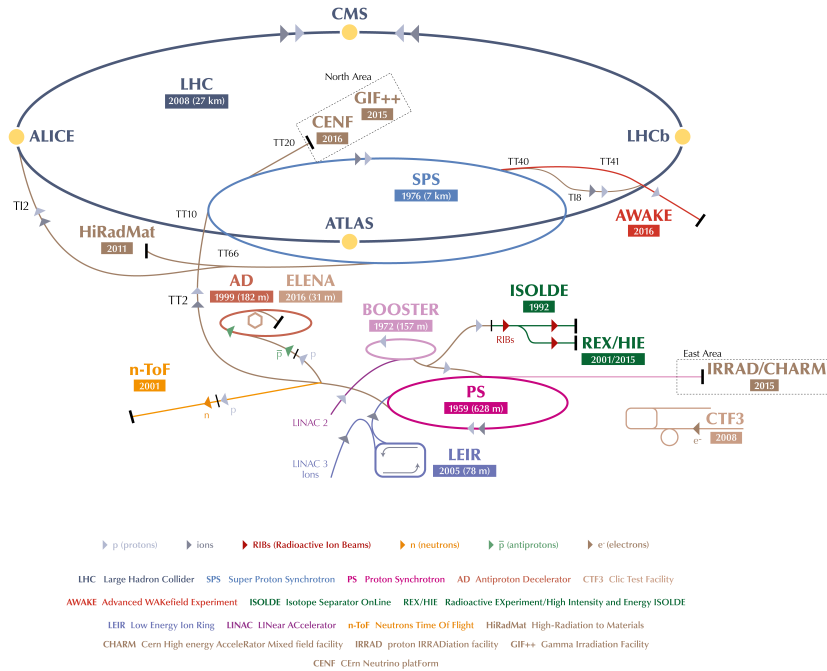 CMS
LHC
2008 (27 km)
North Area
GIF++
2015
CENF
2016
ALICE
LHCb
TT20
TT40
TT41
SPS
1976 (7 km)
TI8
TI2
TT10
ATLAS
AWAKE
2016
HiRadMat
2011
TT66
AD
1999 (182 m)
ELENA
2016 (31 m)
TT2
ISOLDE
1992
BOOSTER
1972 (157 m)
RIBs
REX/HIE
2001/2015
p̅
p
East Area
n-ToF
2001
IRRAD/CHARM
2015
PS
1959 (628 m)
n
p
LINAC 2
CTF3
2008
e-
LINAC 3
Ions
LEIR
2005 (78 m)
p (protons) ions RIBs (Radioactive Ion Beams) n (neutrons) p̅ (antiprotons) e- (electrons)
LHC Large Hadron Collider SPS Super Proton Synchrotron PS Proton Synchrotron AD Antiproton Decelerator CTF3 Clic Test Facility
AWAKE Advanced WAKefield Experiment ISOLDE Isotope Separator OnLine REX/HIE Radioactive EXperiment/High Intensity and Energy ISOLDE
LEIR Low Energy Ion Ring LINAC LINear ACcelerator n-ToF Neutrons Time Of Flight HiRadMat High-Radiation to Materials
CHARM Cern High energy AcceleRator Mixed field facility IRRAD proton IRRADiation facility GIF++ Gamma Irradiation Facility
CENF CErn Neutrino platForm